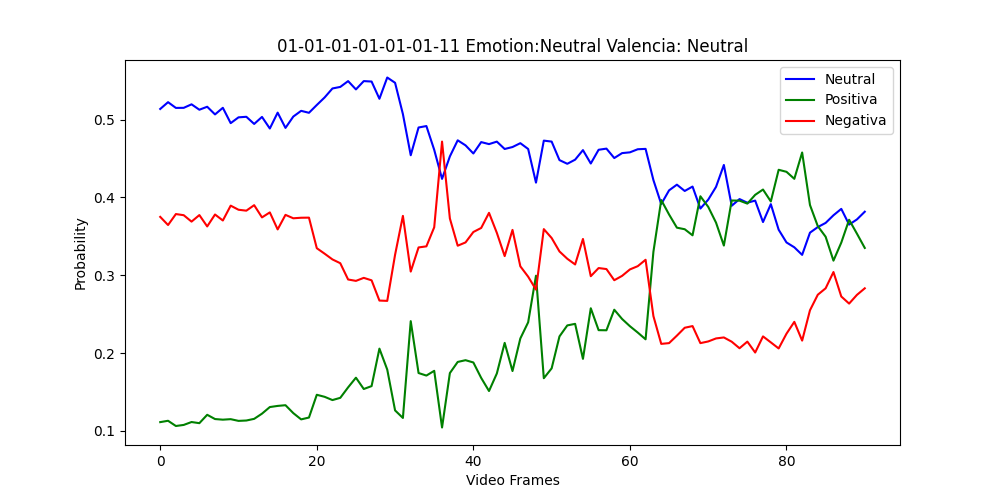 01-01-01-01-01-01-11 Emotion:Neutral Valencia: Neutral
Neutral
Positiva
Negativa
Probability
0.5
0.4
0.3
0.2
0.1
0 20 40 60 80
Video Frames